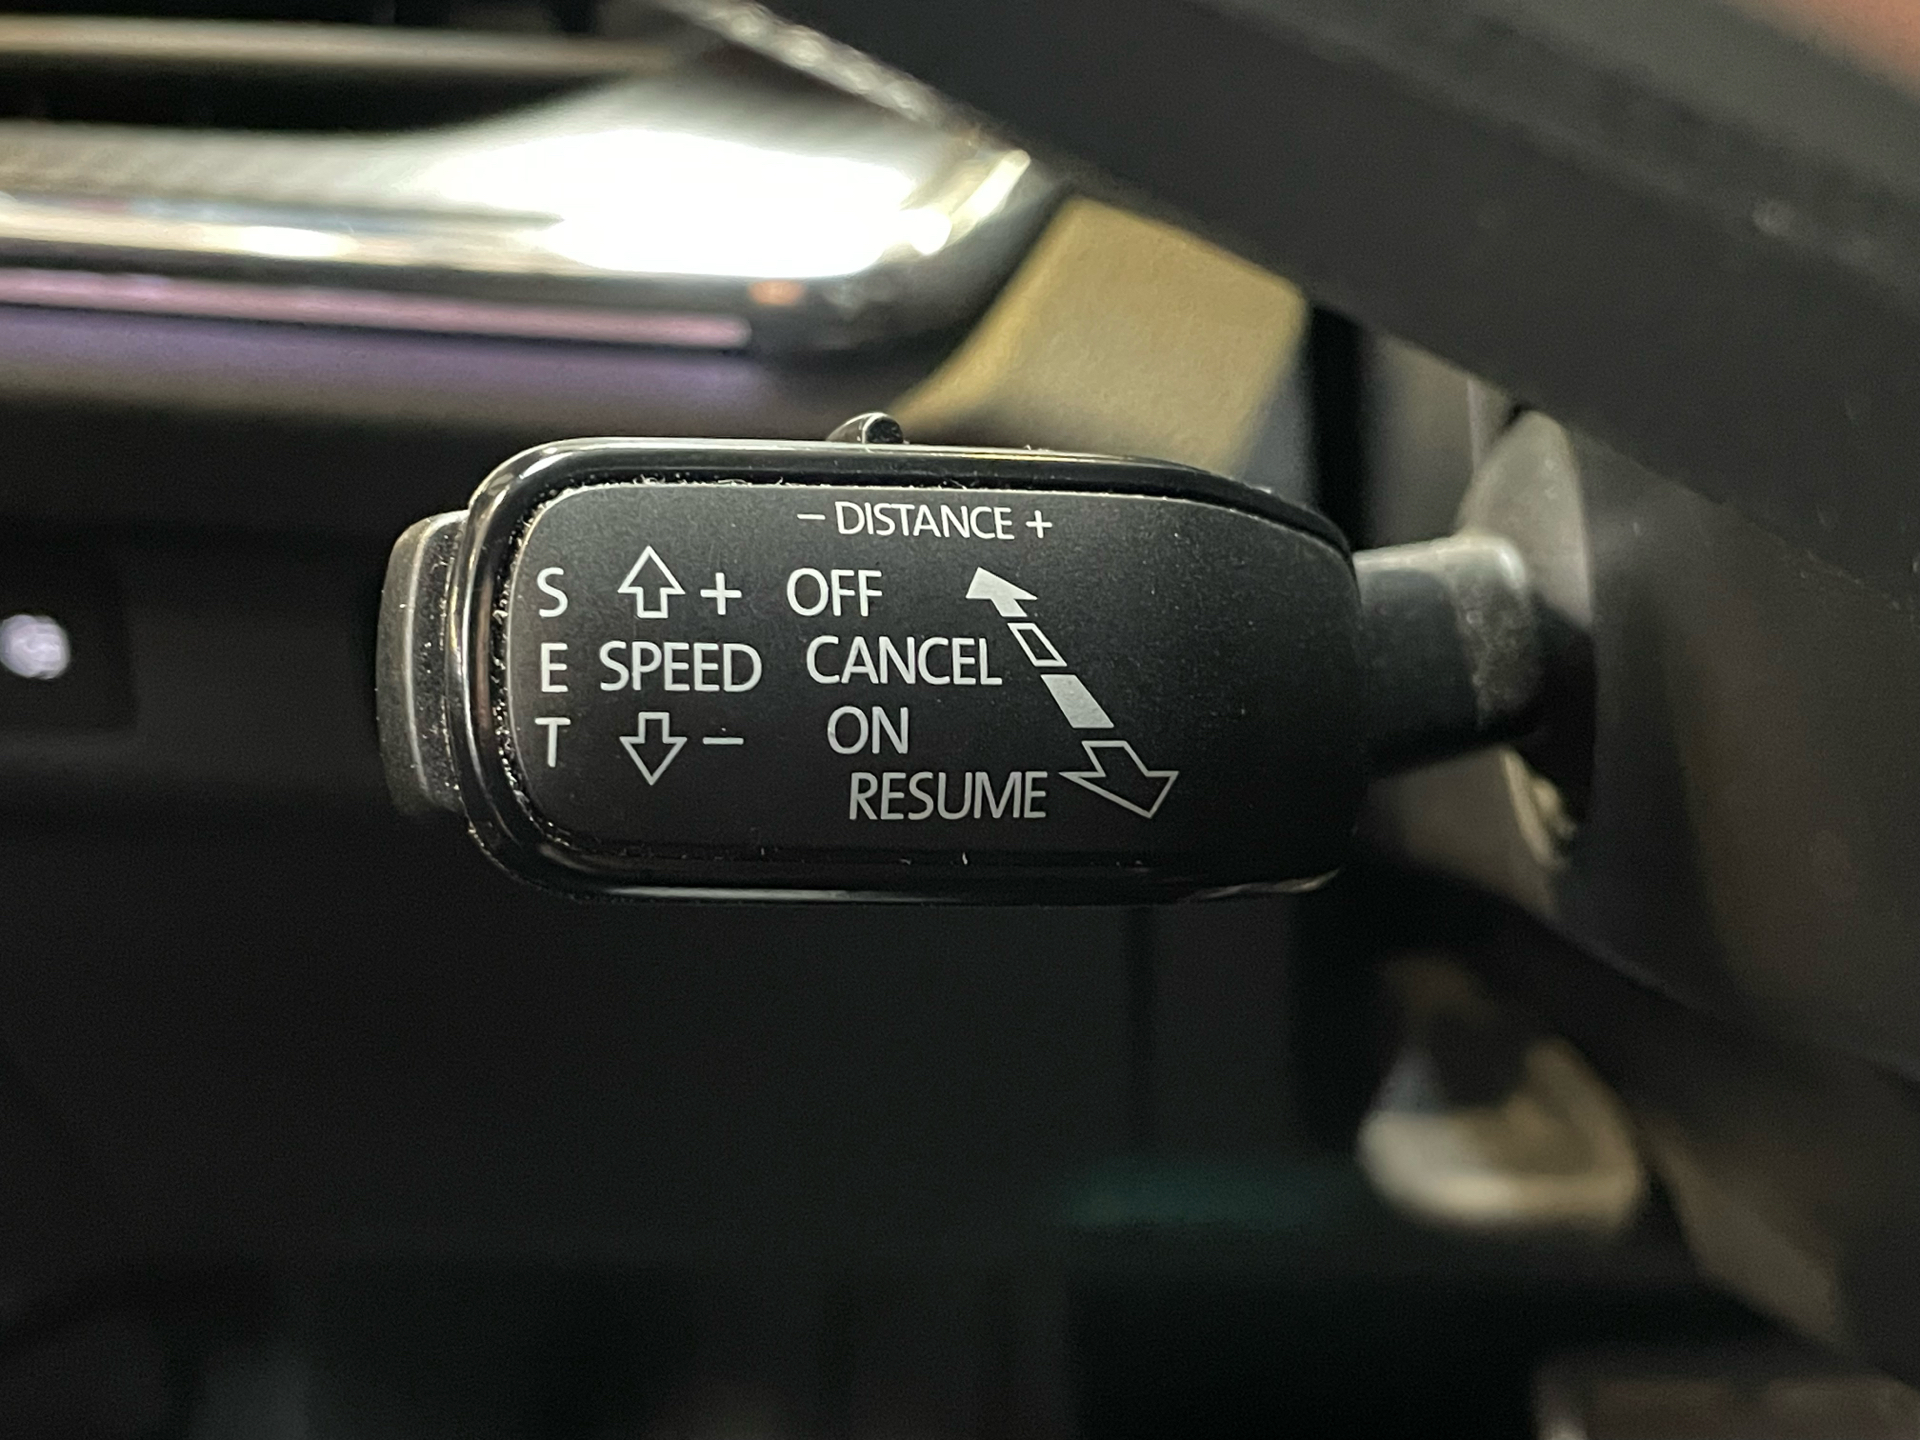 – DISTANCE +
S + OFF
E SPEED CANCEL
T – ON
RESUME